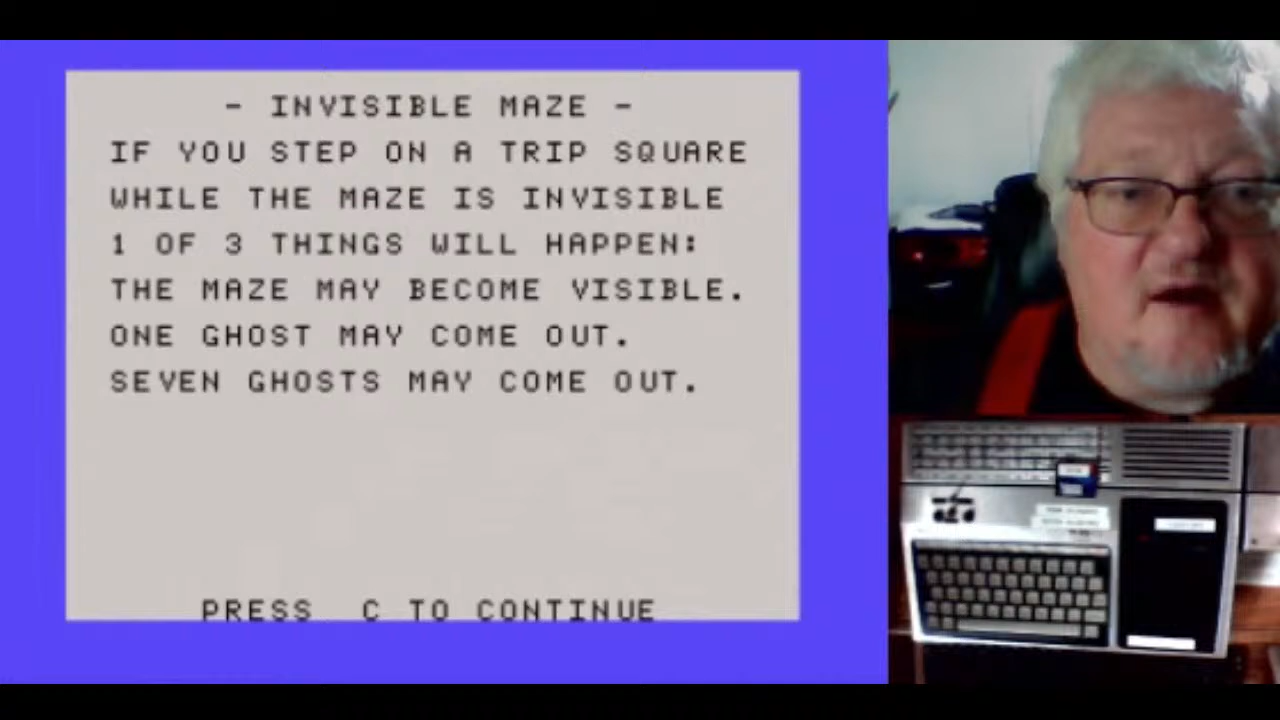 - INVISIBLE MAZE -
IF YOU STEP ON A TRIP SQUARE
WHILE THE MAZE IS INVISIBLE
1 OF 3 THINGS WILL HAPPEN:
THE MAZE MAY BECOME VISIBLE.
ONE GHOST MAY COME OUT.
SEVEN GHOSTS MAY COME OUT.
PRESS C TO CONTINUE